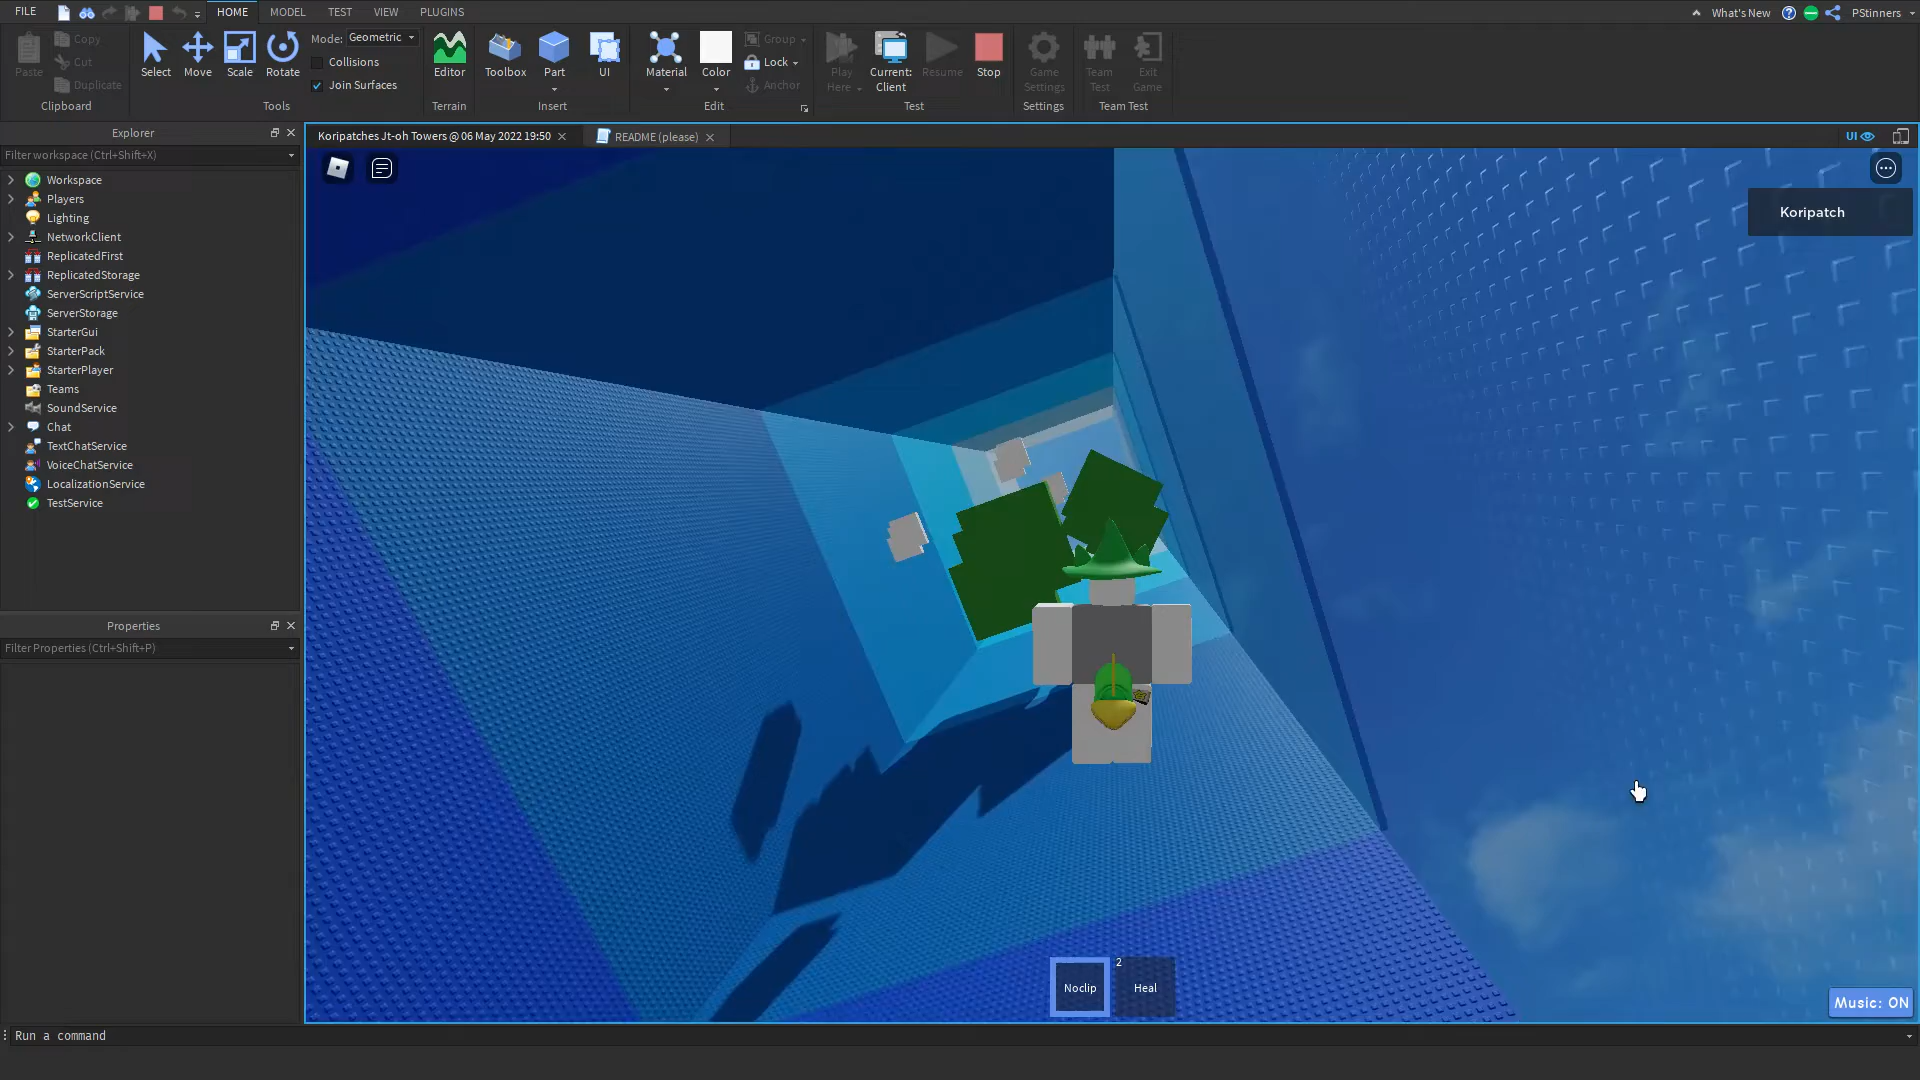 FILE
HOME
MODEL
TEST
VIEW
PLUGINS
What's New
PStinners
Paste
Copy
Cut
Duplicate
Clipboard
Select
Move
Scale
Rotate
Mode: Geometric
Collisions
Join Surfaces
Tools
Editor
Terrain
Toolbox
Part
UI
Insert
Material
Color
Group
Lock
Anchor
Edit
Play
Here
Current:
Client
Resume
Stop
Test
Game
Settings
Settings
Team
Test
Exit
Game
Team Test
Explorer
Filter workspace (Ctrl+Shift+X)
Workspace
Players
Lighting
NetworkClient
ReplicatedFirst
ReplicatedStorage
ServerScriptService
ServerStorage
StarterGui
StarterPack
StarterPlayer
Teams
SoundService
Chat
TextChatService
VoiceChatService
LocalizationService
TestService
Properties
Filter Properties (Ctrl+Shift+P)
Koripatches Jt-oh Towers @ 06 May 2022 19:50
README (please)
UI
Koripatch
Noclip
2
Heal
Music: ON
Run a command